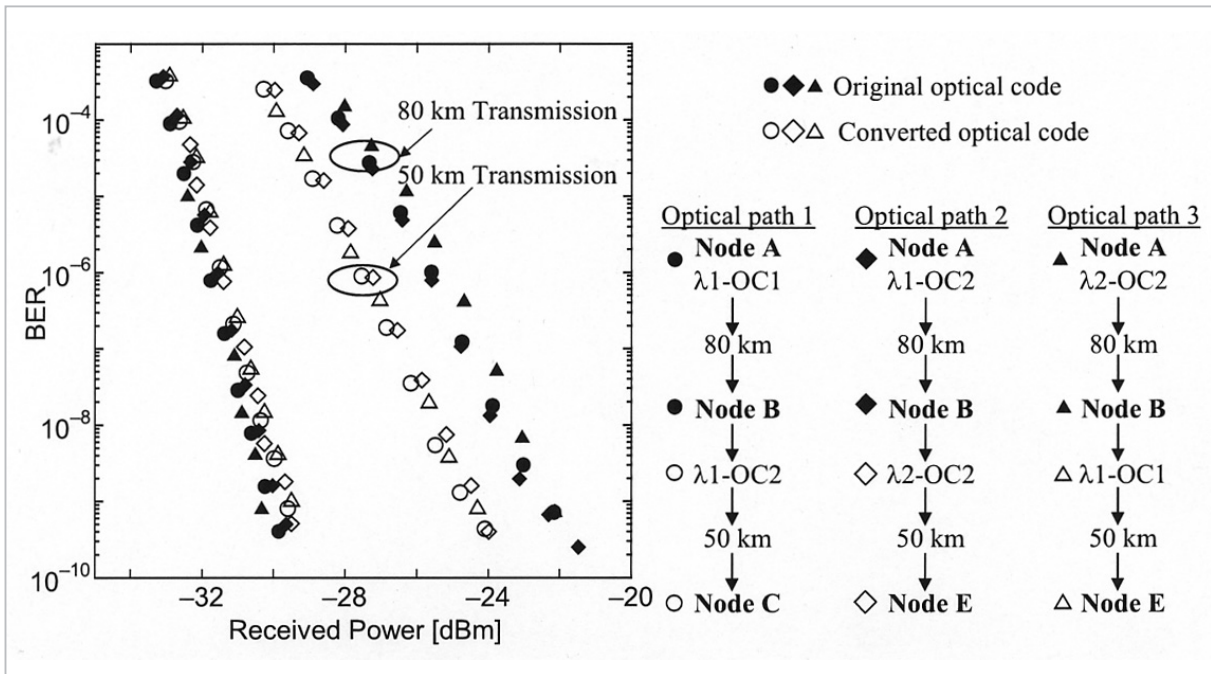 BER
10⁻⁴
10⁻⁶
10⁻⁸
10⁻¹⁰
−32
−28
−24
−20
Received Power [dBm]
80 km Transmission
50 km Transmission
Original optical code
Converted optical code
Optical path 1
Node A
λ1-OC1
80 km
Node B
λ1-OC2
50 km
Node C
Optical path 2
Node A
λ1-OC2
80 km
Node B
λ2-OC2
50 km
Node E
Optical path 3
Node A
λ2-OC2
80 km
Node B
λ1-OC1
50 km
Node E